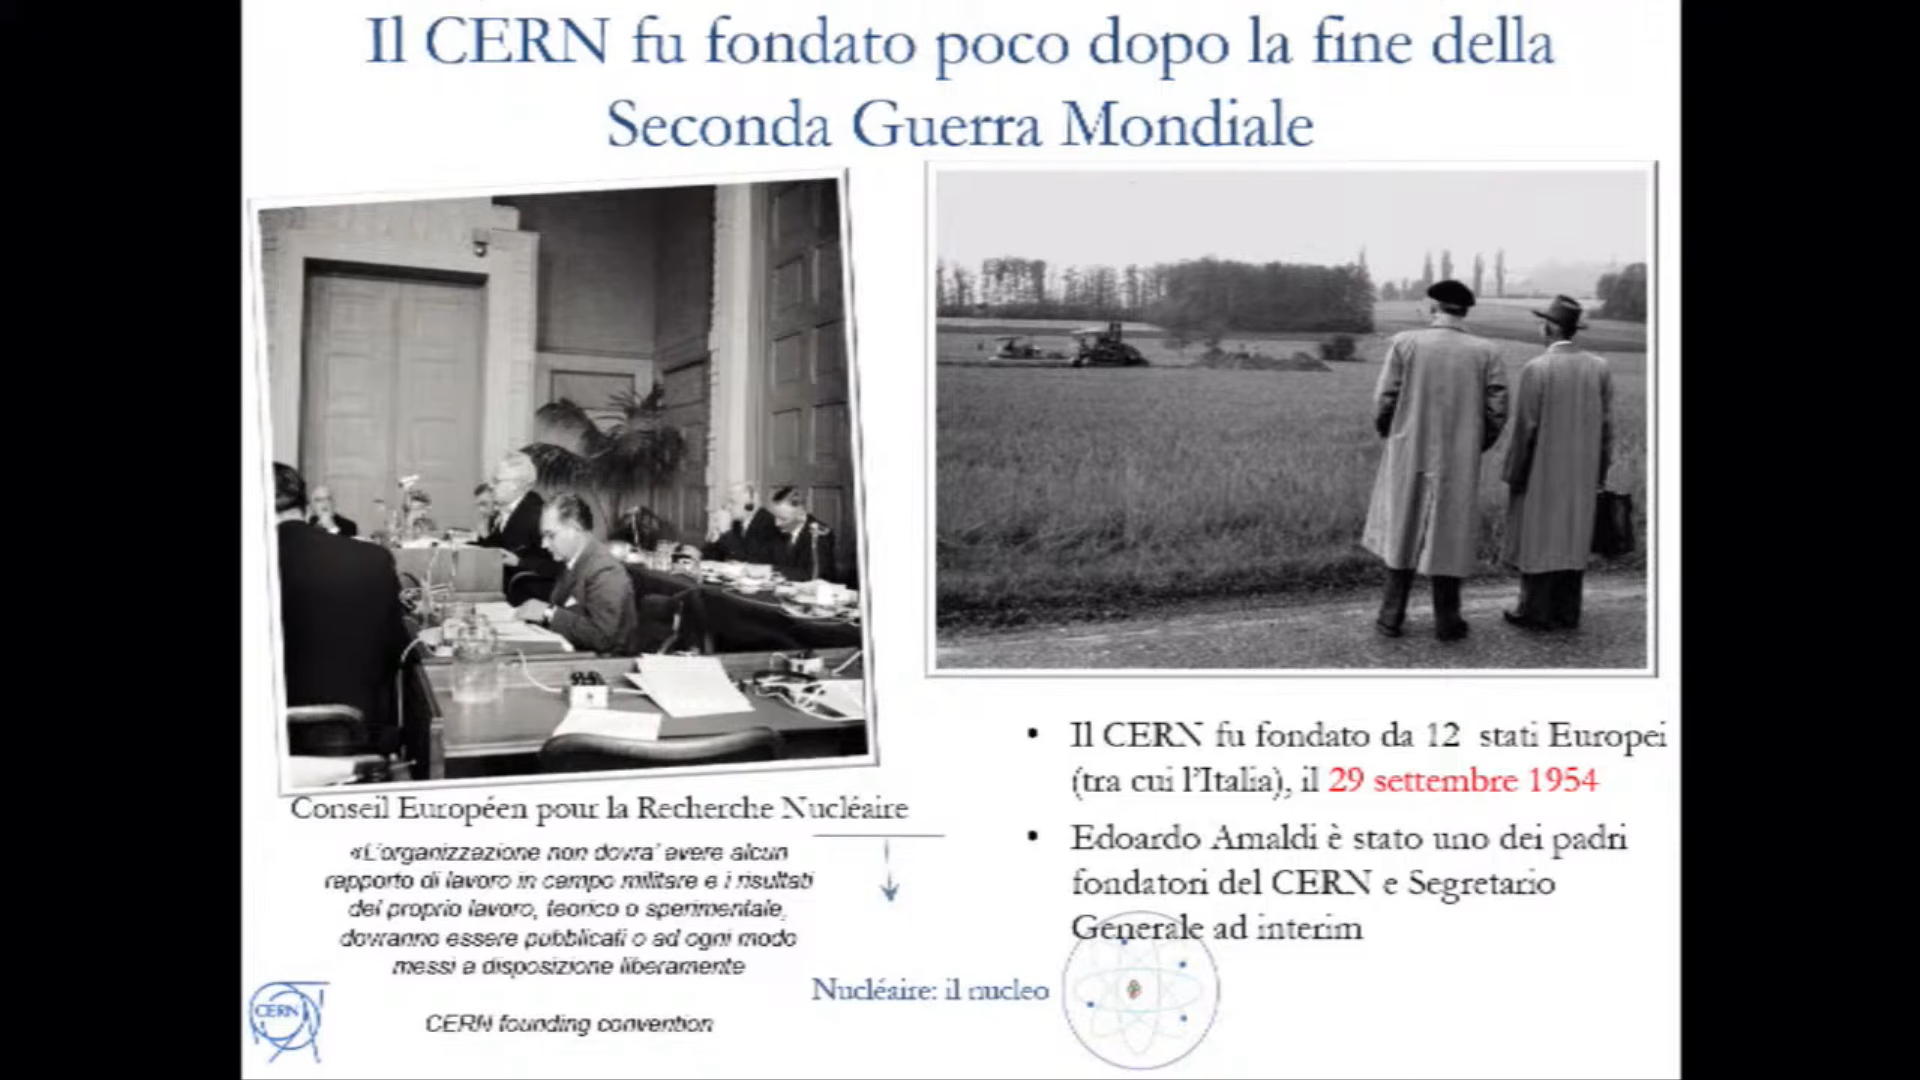 Il CERN fu fondato poco dopo la fine della
Seconda Guerra Mondiale
Conseil Européen pour la Recherche Nucléaire
«L'organizzazione non dovra' avere alcun
rapporto di lavoro in campo militare e i risultati
del proprio lavoro, teorico o sperimentale,
dovranno essere pubblicati o ad ogni modo
messi a disposizione liberamente
CERN founding convention
• Il CERN fu fondato da 12 stati Europei
(tra cui l'Italia), il 29 settembre 1954
• Edoardo Amaldi è stato uno dei padri
fondatori del CERN e Segretario
Generale ad interim
Nucléaire: il nucleo
CERN